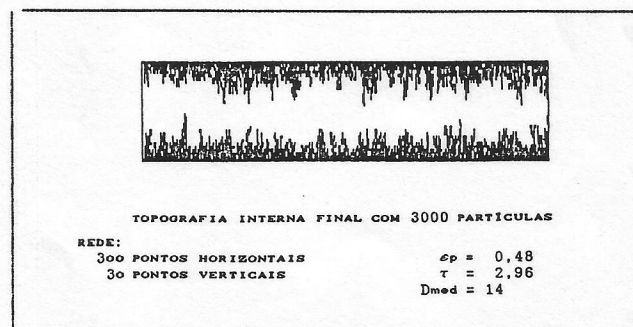 TOPOGRAFIA INTERNA FINAL COM 3000 PARTÍCULAS
REDE:
300 PONTOS HORIZONTAIS
30 PONTOS VERTICAIS
εp = 0,48
τ = 2,96
Dmed = 14